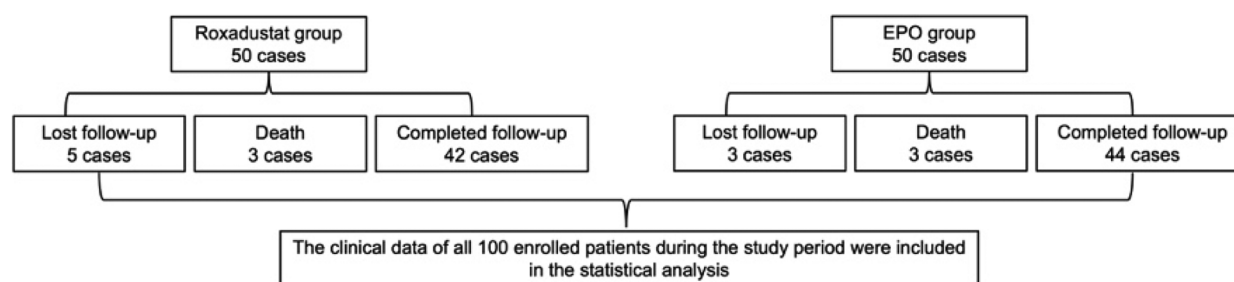 Roxadustat group
50 cases
EPO group
50 cases
Lost follow-up
5 cases
Death
3 cases
Completed follow-up
42 cases
Lost follow-up
3 cases
Death
3 cases
Completed follow-up
44 cases
The clinical data of all 100 enrolled patients during the study period were included
in the statistical analysis